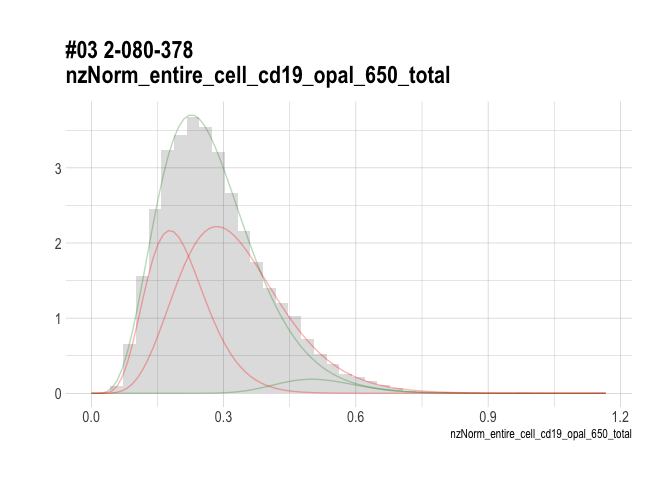 #03 2-080-378
nzNorm_entire_cell_cd19_opal_650_total
3
2
1
0
0.0 0.3 0.6 0.9 1.2
nzNorm_entire_cell_cd19_opal_650_total